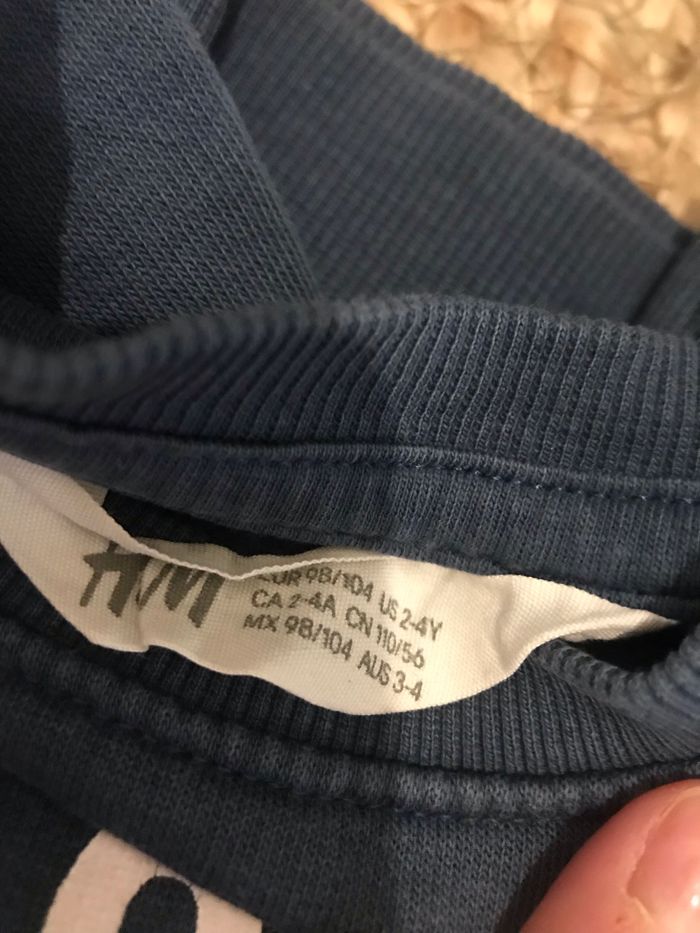 H&M
EUR 98/104 US 2-4Y
CA 2-4A CN 110/56
MX 98/104 AUS 3-4